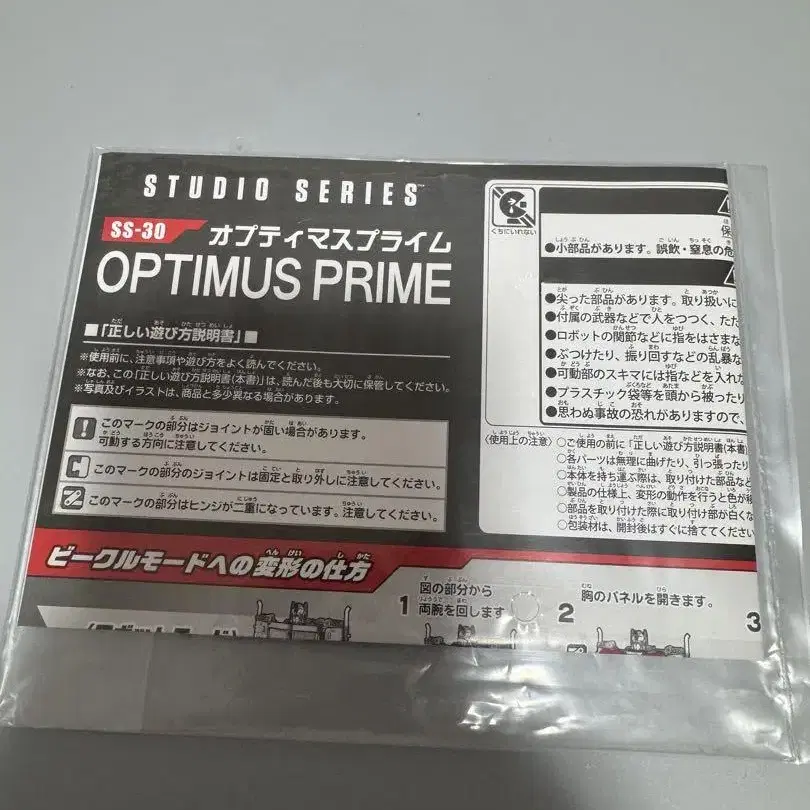 STUDIO SERIES™
SS-30
オプティマスプライム
OPTIMUS PRIME
■「正しい遊び方説明書」■
※使用前に、注意事項や遊び方をよく読んでください。
※なお、この「正しい遊び方説明書(本書)」は、読んだ後も大切に保管してください。
※写真及びイラストは、商品と多少異なる場合があります。
このマークの部分はジョイントが固い場合があります。
可動する方向に注意してください。
このマークの部分のジョイントは固定と取り外しに注意してください。
このマークの部分はヒンジが二重になっています。注意してください。
くちにいれない
保
●小部品があります。誤飲・窒息の危
●尖った部品があります。取り扱いに
●付属の武器などで人をつつく、ただ
●ロボットの関節などに指をはさまな
●ぶつけたり、振り回すなどの乱暴な
●可動部のスキマには指などを入れな
●プラスチック袋等を頭から被ったり
●思わぬ事故の恐れがありますので、
〈使用上の注意〉
○ご使用の前に「正しい遊び方説明書(本書
○各パーツは無理に曲げたり、引っ張ったり
○本体を持ち運ぶ際は、取り付けた部品など
○製品の仕様上、変形の動作を行うと色が移
○部品を取り付けた際に取り付け部が白くな
○包装材は、開封後はすぐに捨ててくださ
ビークルモードへの変形の仕方
1 図の部分から
両腕を回します
2 胸のパネルを開きます。
3